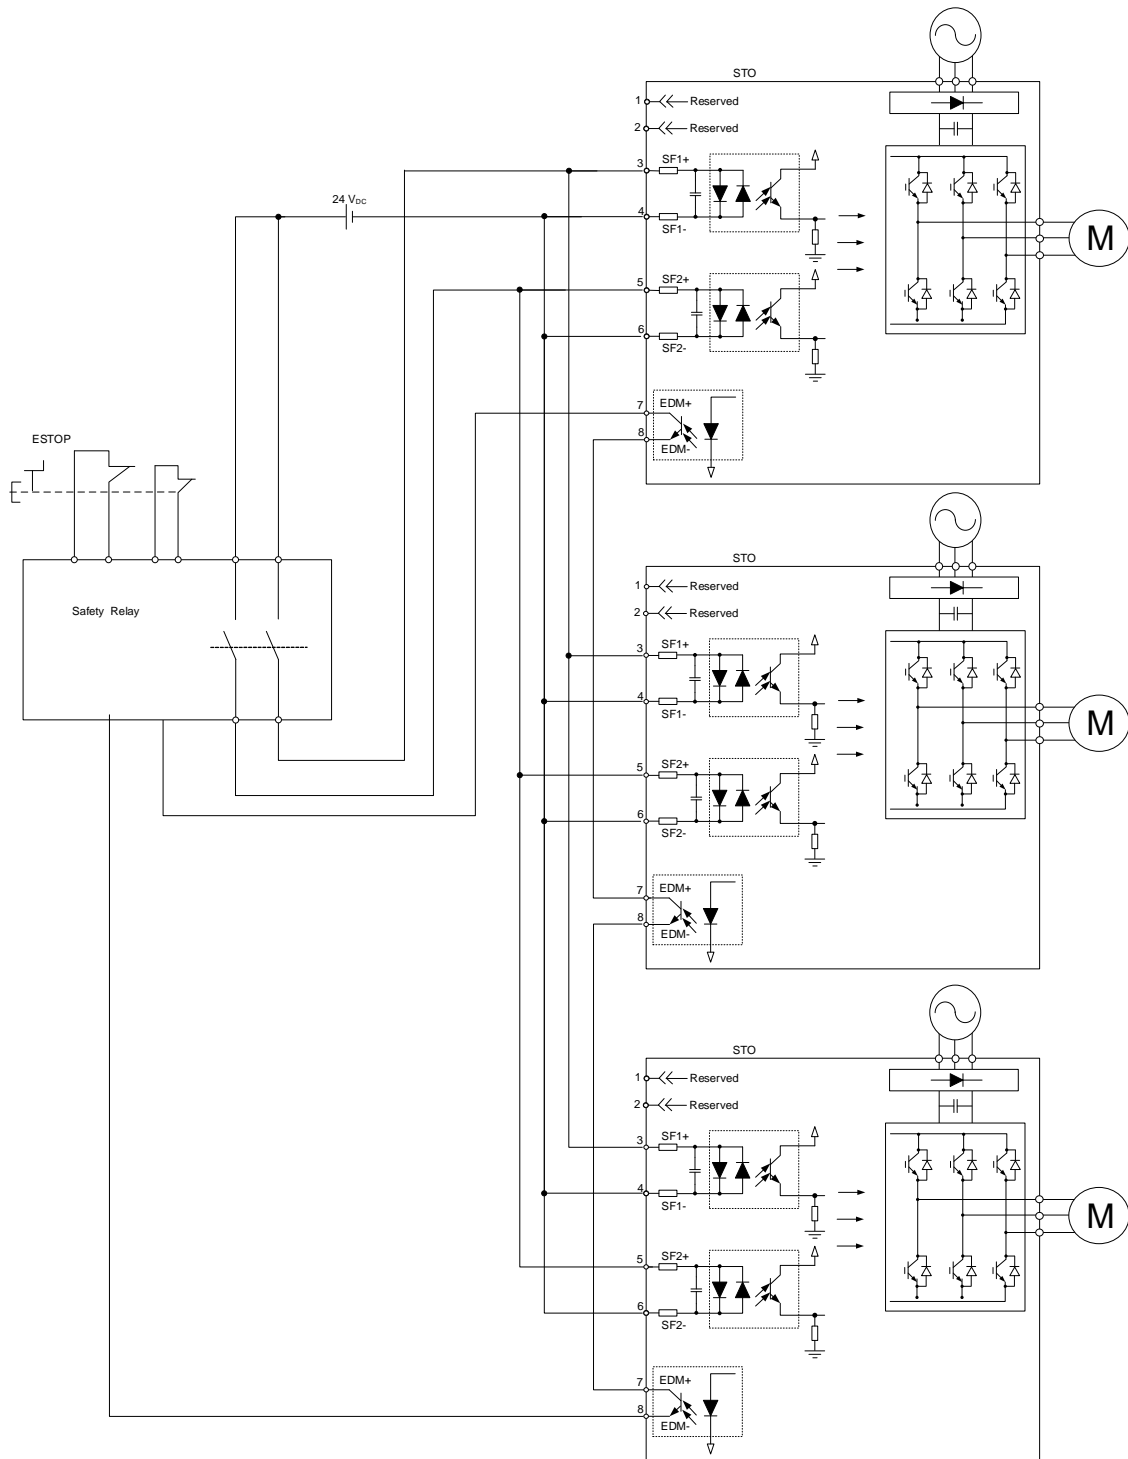 STO
1 Reserved
2 Reserved
3 SF1+
24 VDC
4 SF1-
5 SF2+
6 SF2-
M
7 EDM+
8 EDM-
ESTOP
Safety Relay
1 Reserved
STO
2 Reserved
3 SF1+
4 SF1-
5 SF2+
6 SF2-
M
7 EDM+
8 EDM-
STO
1 Reserved
2 Reserved
3 SF1+
4 SF1-
5 SF2+
6 SF2-
M
7 EDM+
8 EDM-